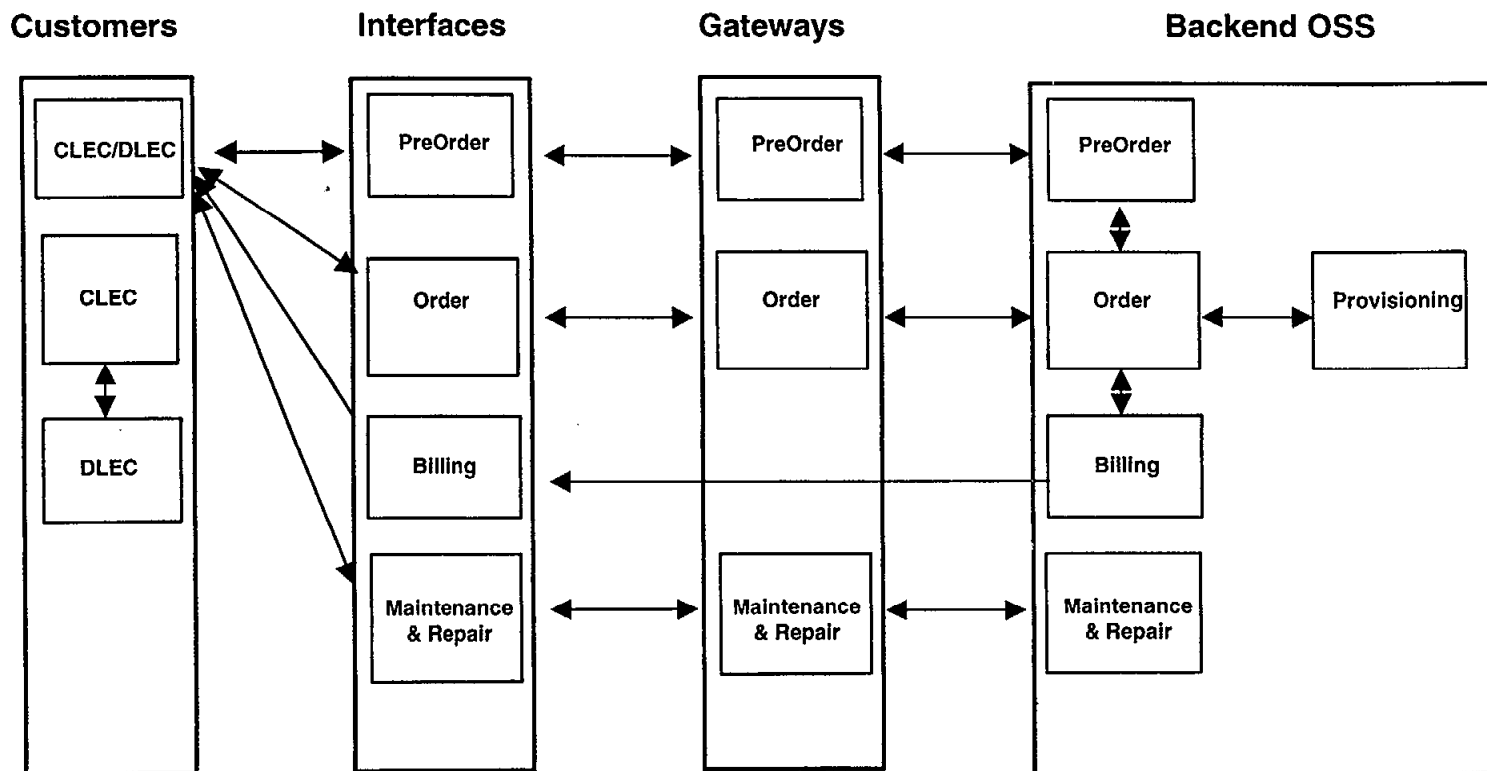 Customers
Interfaces
Gateways
Backend OSS
CLEC/DLEC
PreOrder
PreOrder
PreOrder
CLEC
Order
Order
Order
Provisioning
DLEC
Billing
Billing
Maintenance
& Repair
Maintenance
& Repair
Maintenance
& Repair